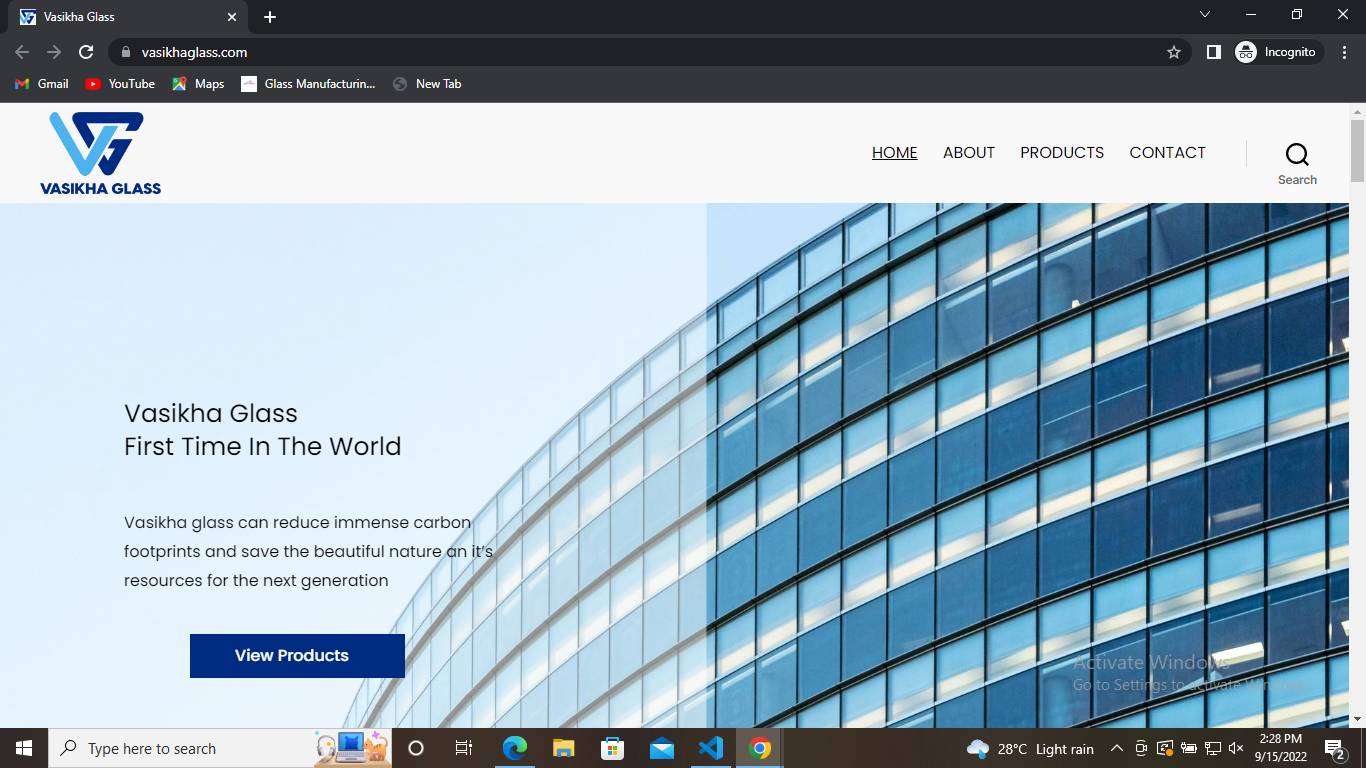 Vasikha Glass
vasikhaglass.com
Incognito
Gmail
YouTube
Maps
Glass Manufacturin...
New Tab
VASIKHA GLASS
HOME
ABOUT
PRODUCTS
CONTACT
Search
Vasikha Glass
First Time In The World
Vasikha glass can reduce immense carbon
footprints and save the beautiful nature an it's
resources for the next generation
View Products
Activate Windows
Go to Settings to activate Windows.
Type here to search
28°C Light rain
2:28 PM
9/15/2022
2